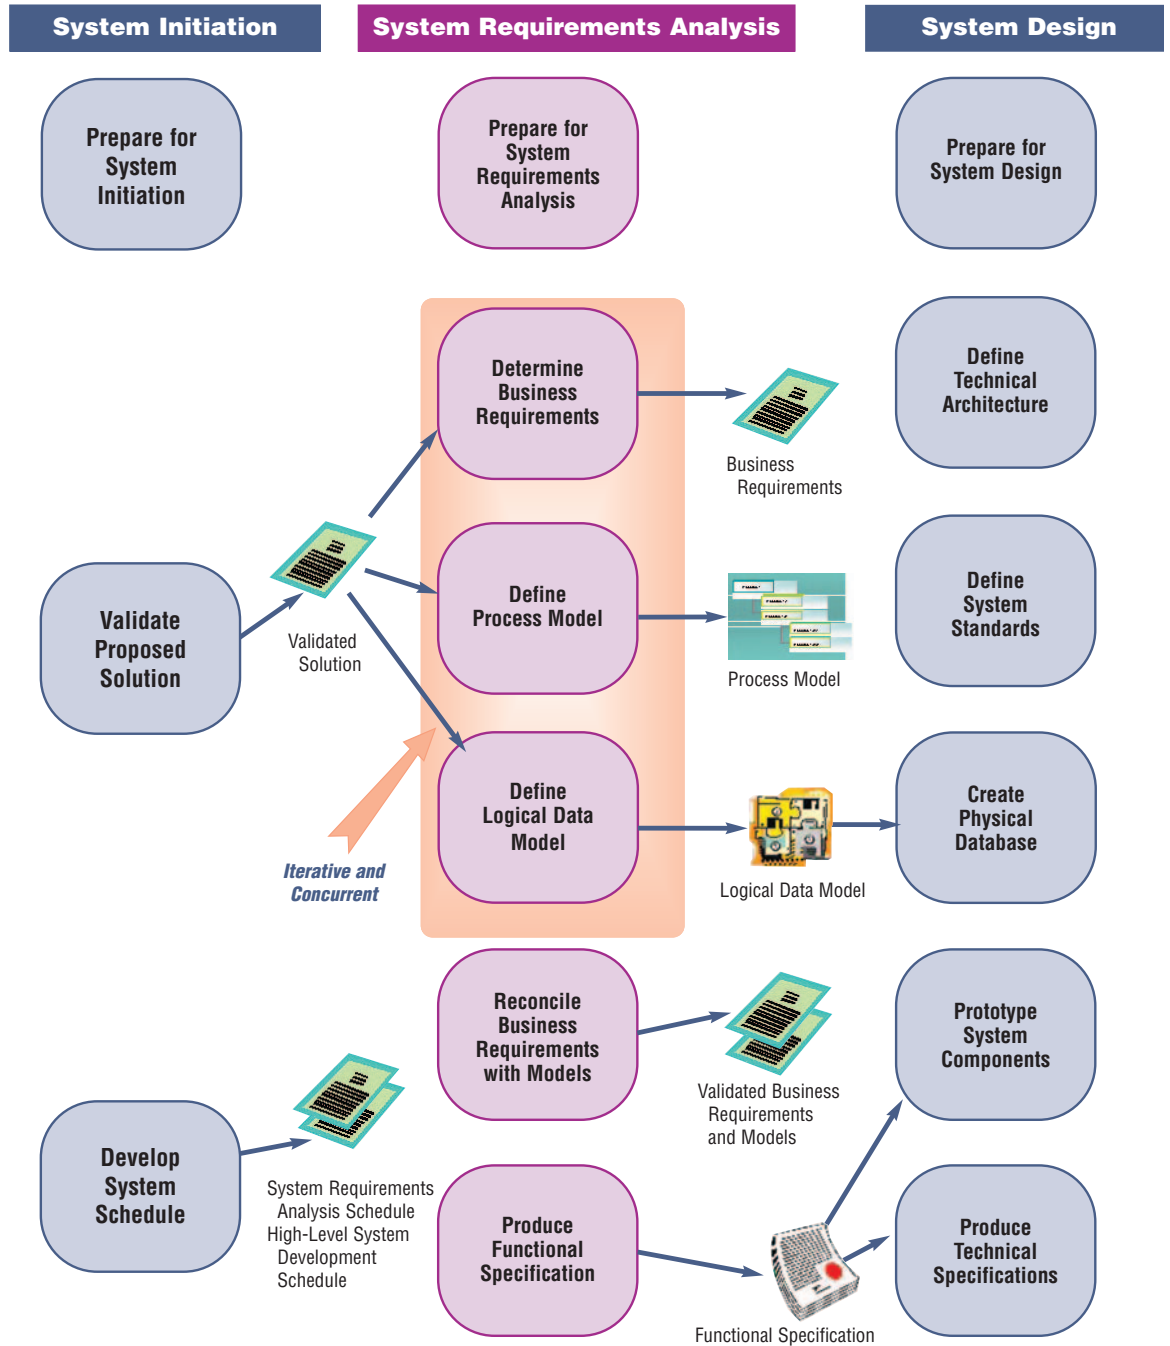 System Initiation
System Requirements Analysis
System Design
Prepare for
System
Initiation
Prepare for
System
Requirements
Analysis
Prepare for
System Design
Determine
Business
Requirements
Business
Requirements
Define
Technical
Architecture
Validate
Proposed
Solution
Validated
Solution
Define
Process Model
Process Model
Define
System
Standards
Iterative and
Concurrent
Define
Logical Data
Model
Logical Data Model
Create
Physical
Database
Reconcile
Business
Requirements
with Models
Validated Business
Requirements
and Models
Prototype
System
Components
Develop
System
Schedule
System Requirements
Analysis Schedule
High-Level System
Development
Schedule
Produce
Functional
Specification
Functional Specification
Produce
Technical
Specifications